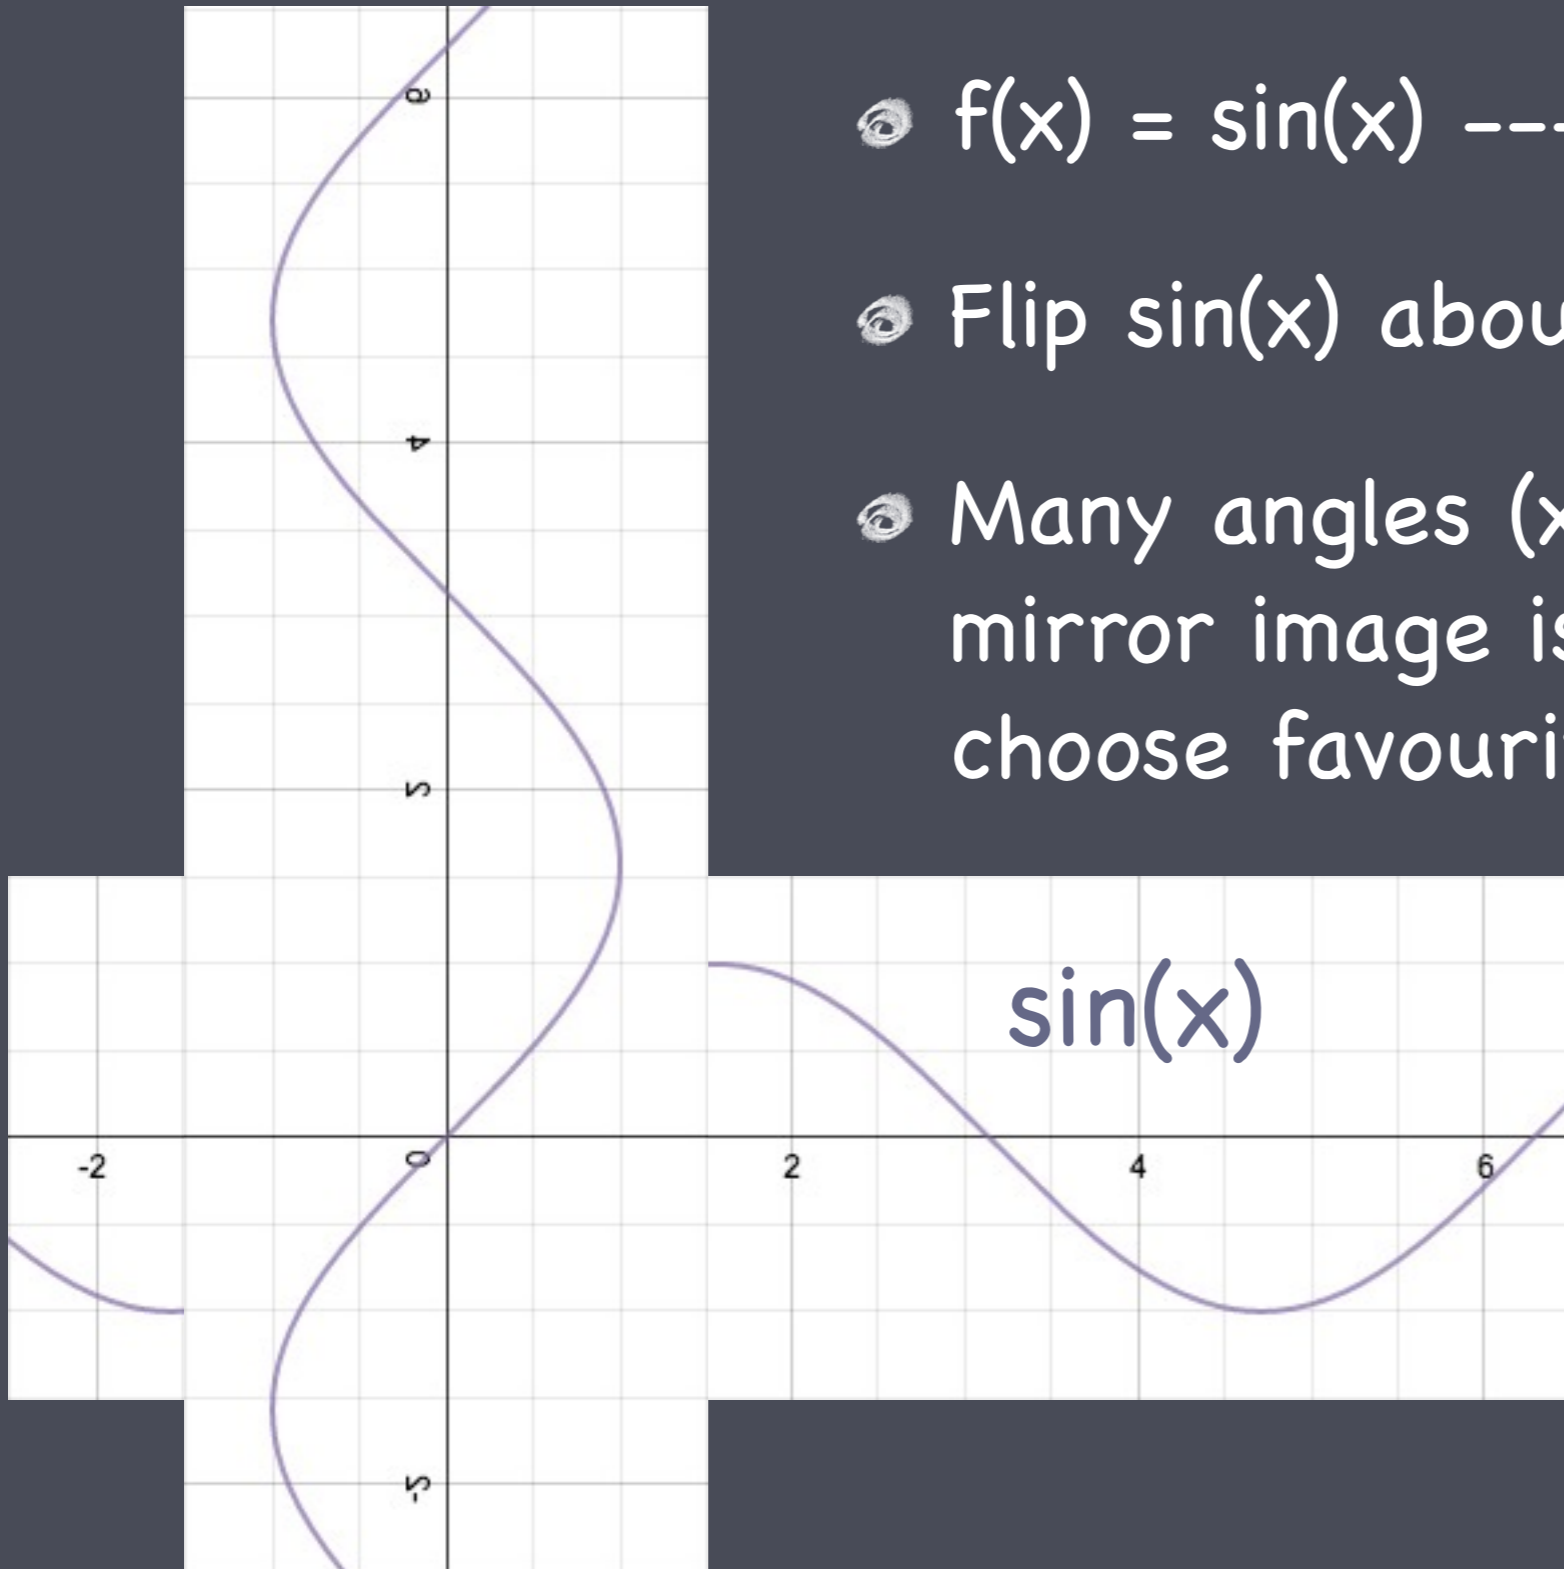 f(x) = sin(x) ---
Flip sin(x) abou
Many angles (x
mirror image is
choose favouri
6
4
2
sin(x)
-2
0
2
4
6
-2